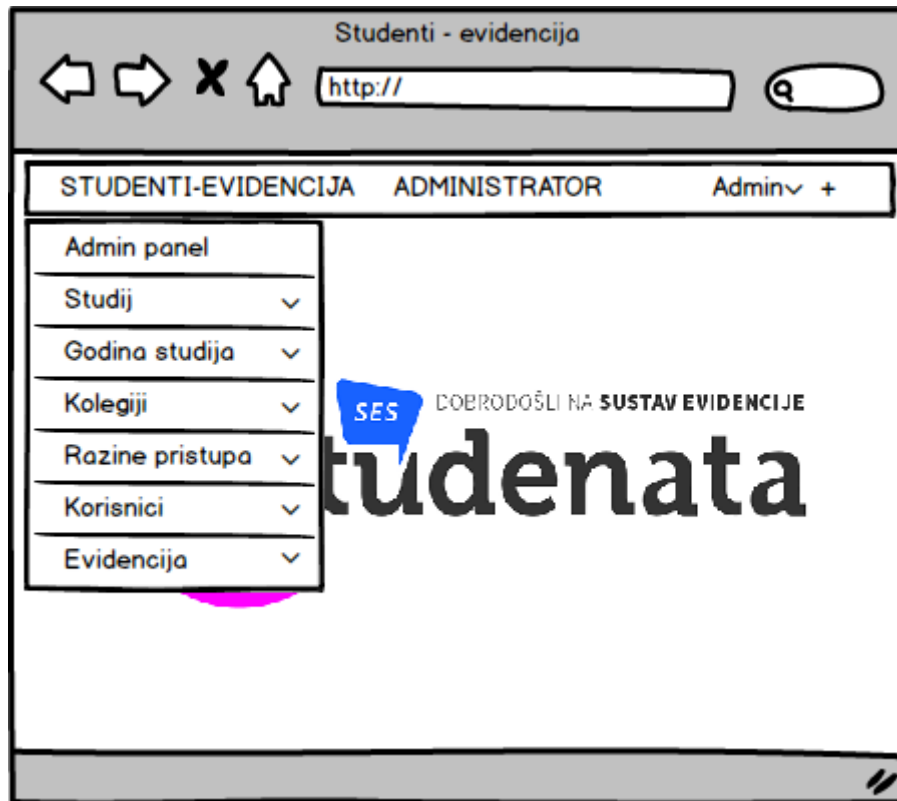 Studenti - evidencija
http://
STUDENTI-EVIDENCIJA ADMINISTRATOR Admin +
Admin panel
Studij
Godina studija
Kolegiji
Razine pristupa
Korisnici
Evidencija
SES
DOBRODOŠLI NA SUSTAV EVIDENCIJE
tudenata